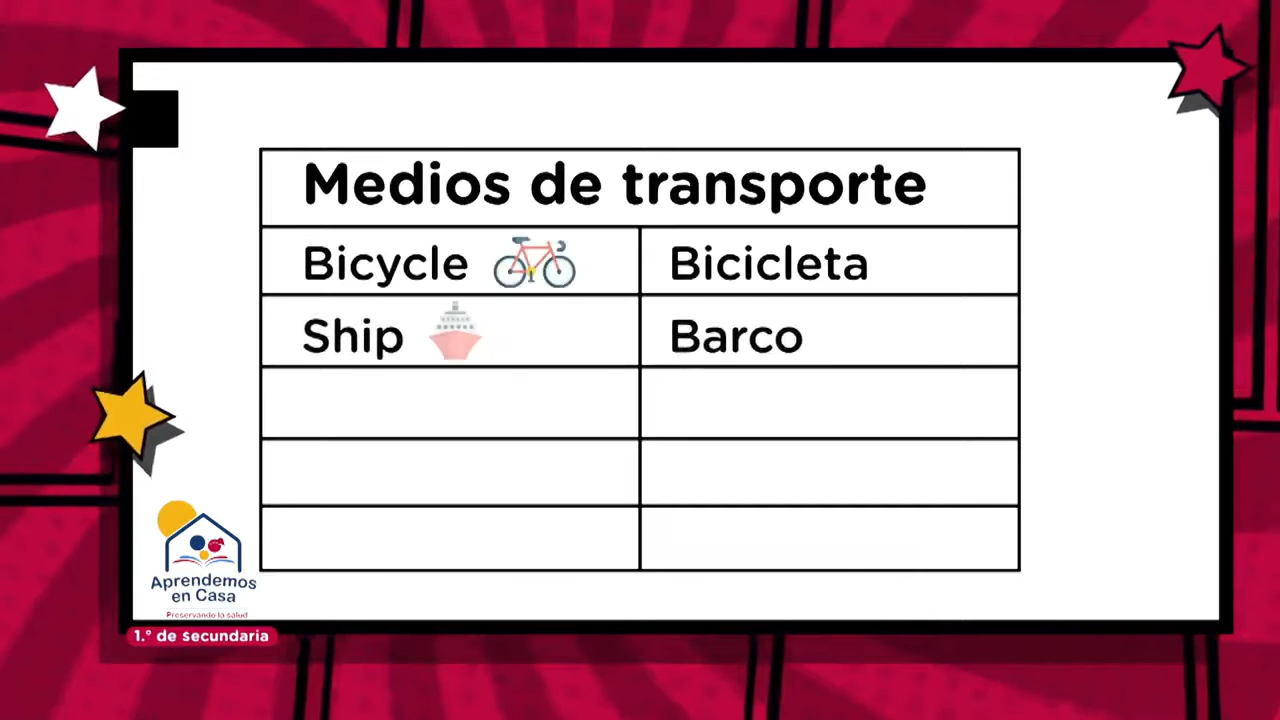 Medios de transporte
Bicycle Bicicleta
Ship Barco
Aprendemos
en Casa
Preservando la salud
1.° de secundaria